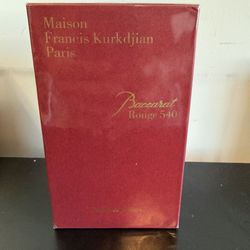 Maison
Francis Kurkdjian
Paris
Baccarat
Rouge 540